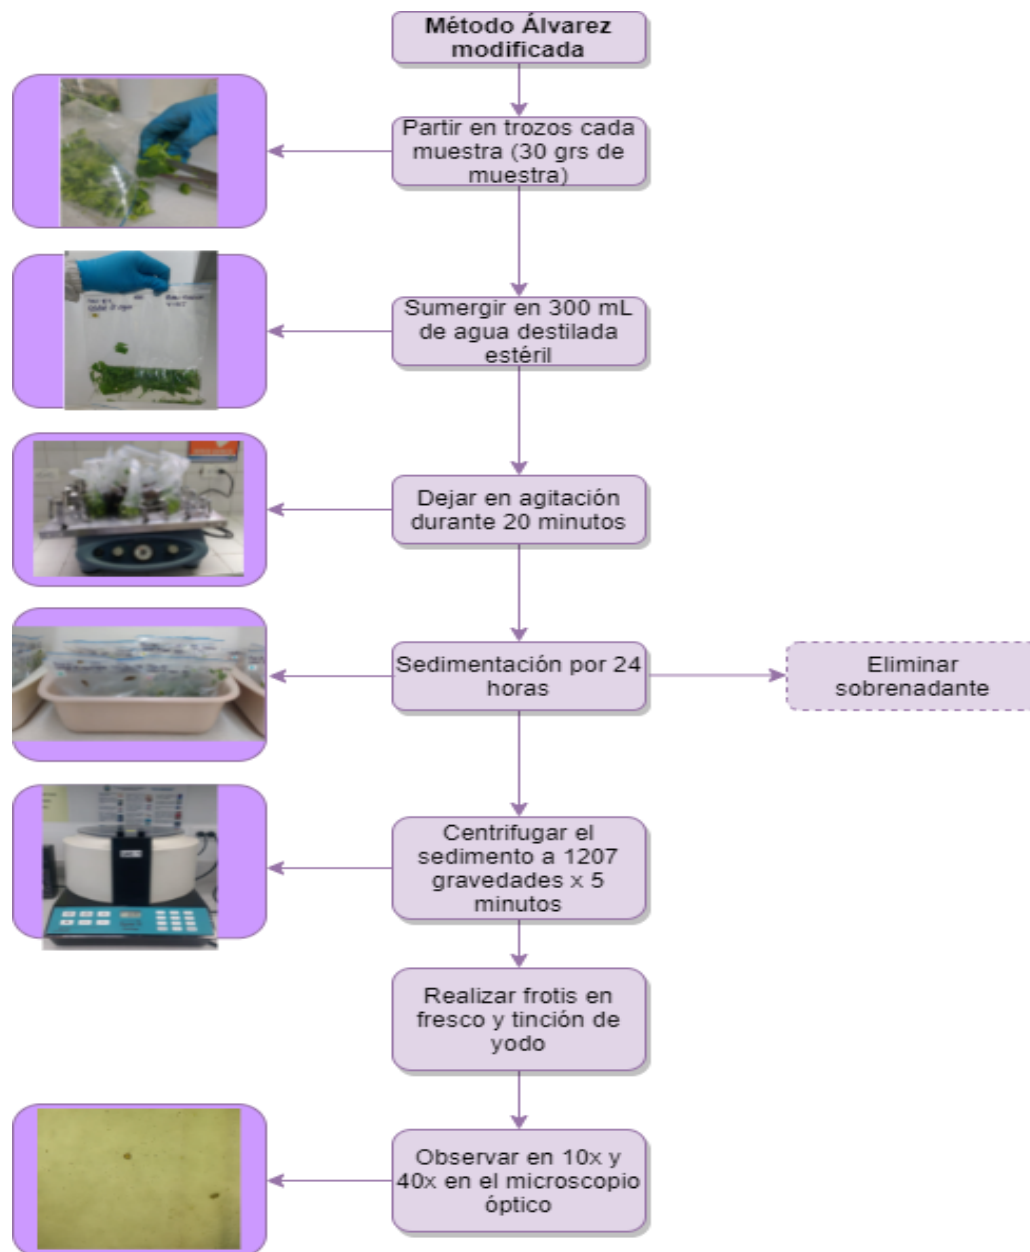 Método Álvarez
modificada
Partir en trozos cada
muestra (30 grs de
muestra)
Sumergir en 300 mL
de agua destilada
estéril
Dejar en agitación
durante 20 minutos
Sedimentación por 24
horas
Eliminar
sobrenadante
Centrifugar el
sedimento a 1207
gravedades x 5
minutos
Realizar frotis en
fresco y tinción de
yodo
Observar en 10x y
40x en el microscopio
óptico